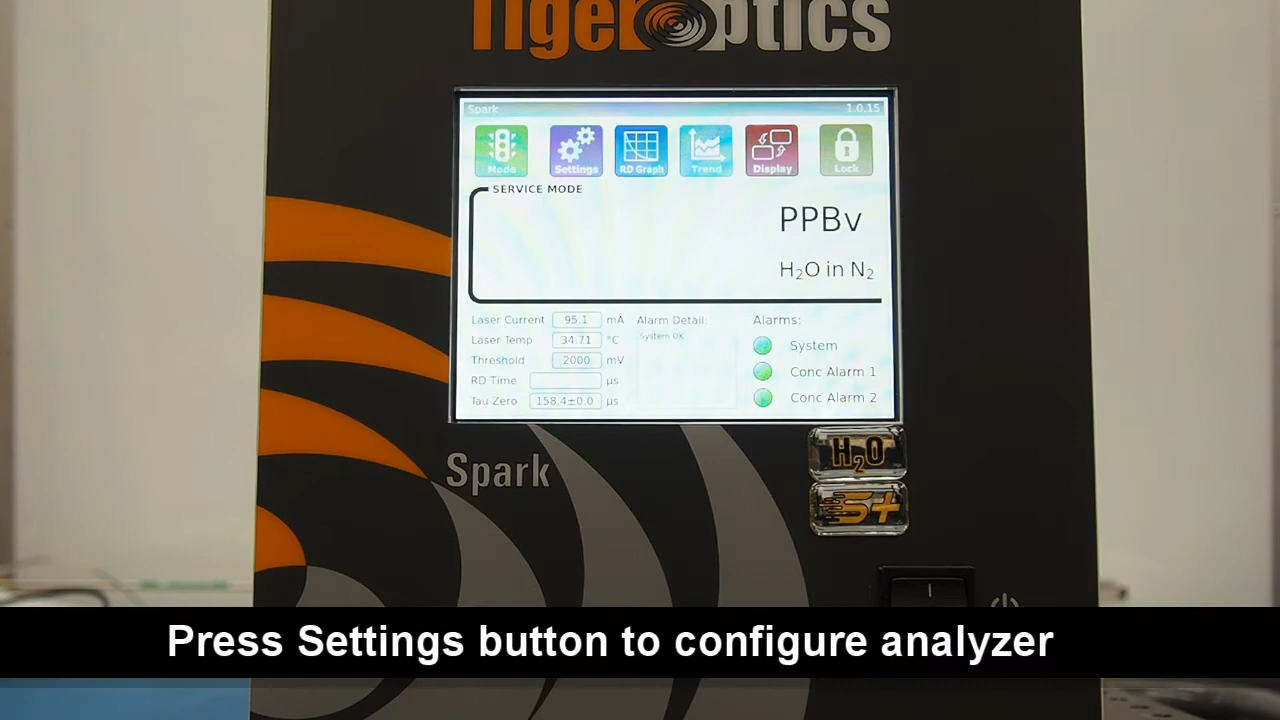 TigerOptics
Spark 1.0.15
Mode Settings RD Graph Trend Display Lock
SERVICE MODE
PPBv
H₂O in N₂
Laser Current 95.1 mA
Laser Temp 34.71 °C
Threshold 2000 mV
RD Time µs
Tau Zero 158.4±0.0 µs
Alarm Detail:
System OK
Alarms:
System
Conc Alarm 1
Conc Alarm 2
H₂O
S+
Spark
Press Settings button to configure analyzer